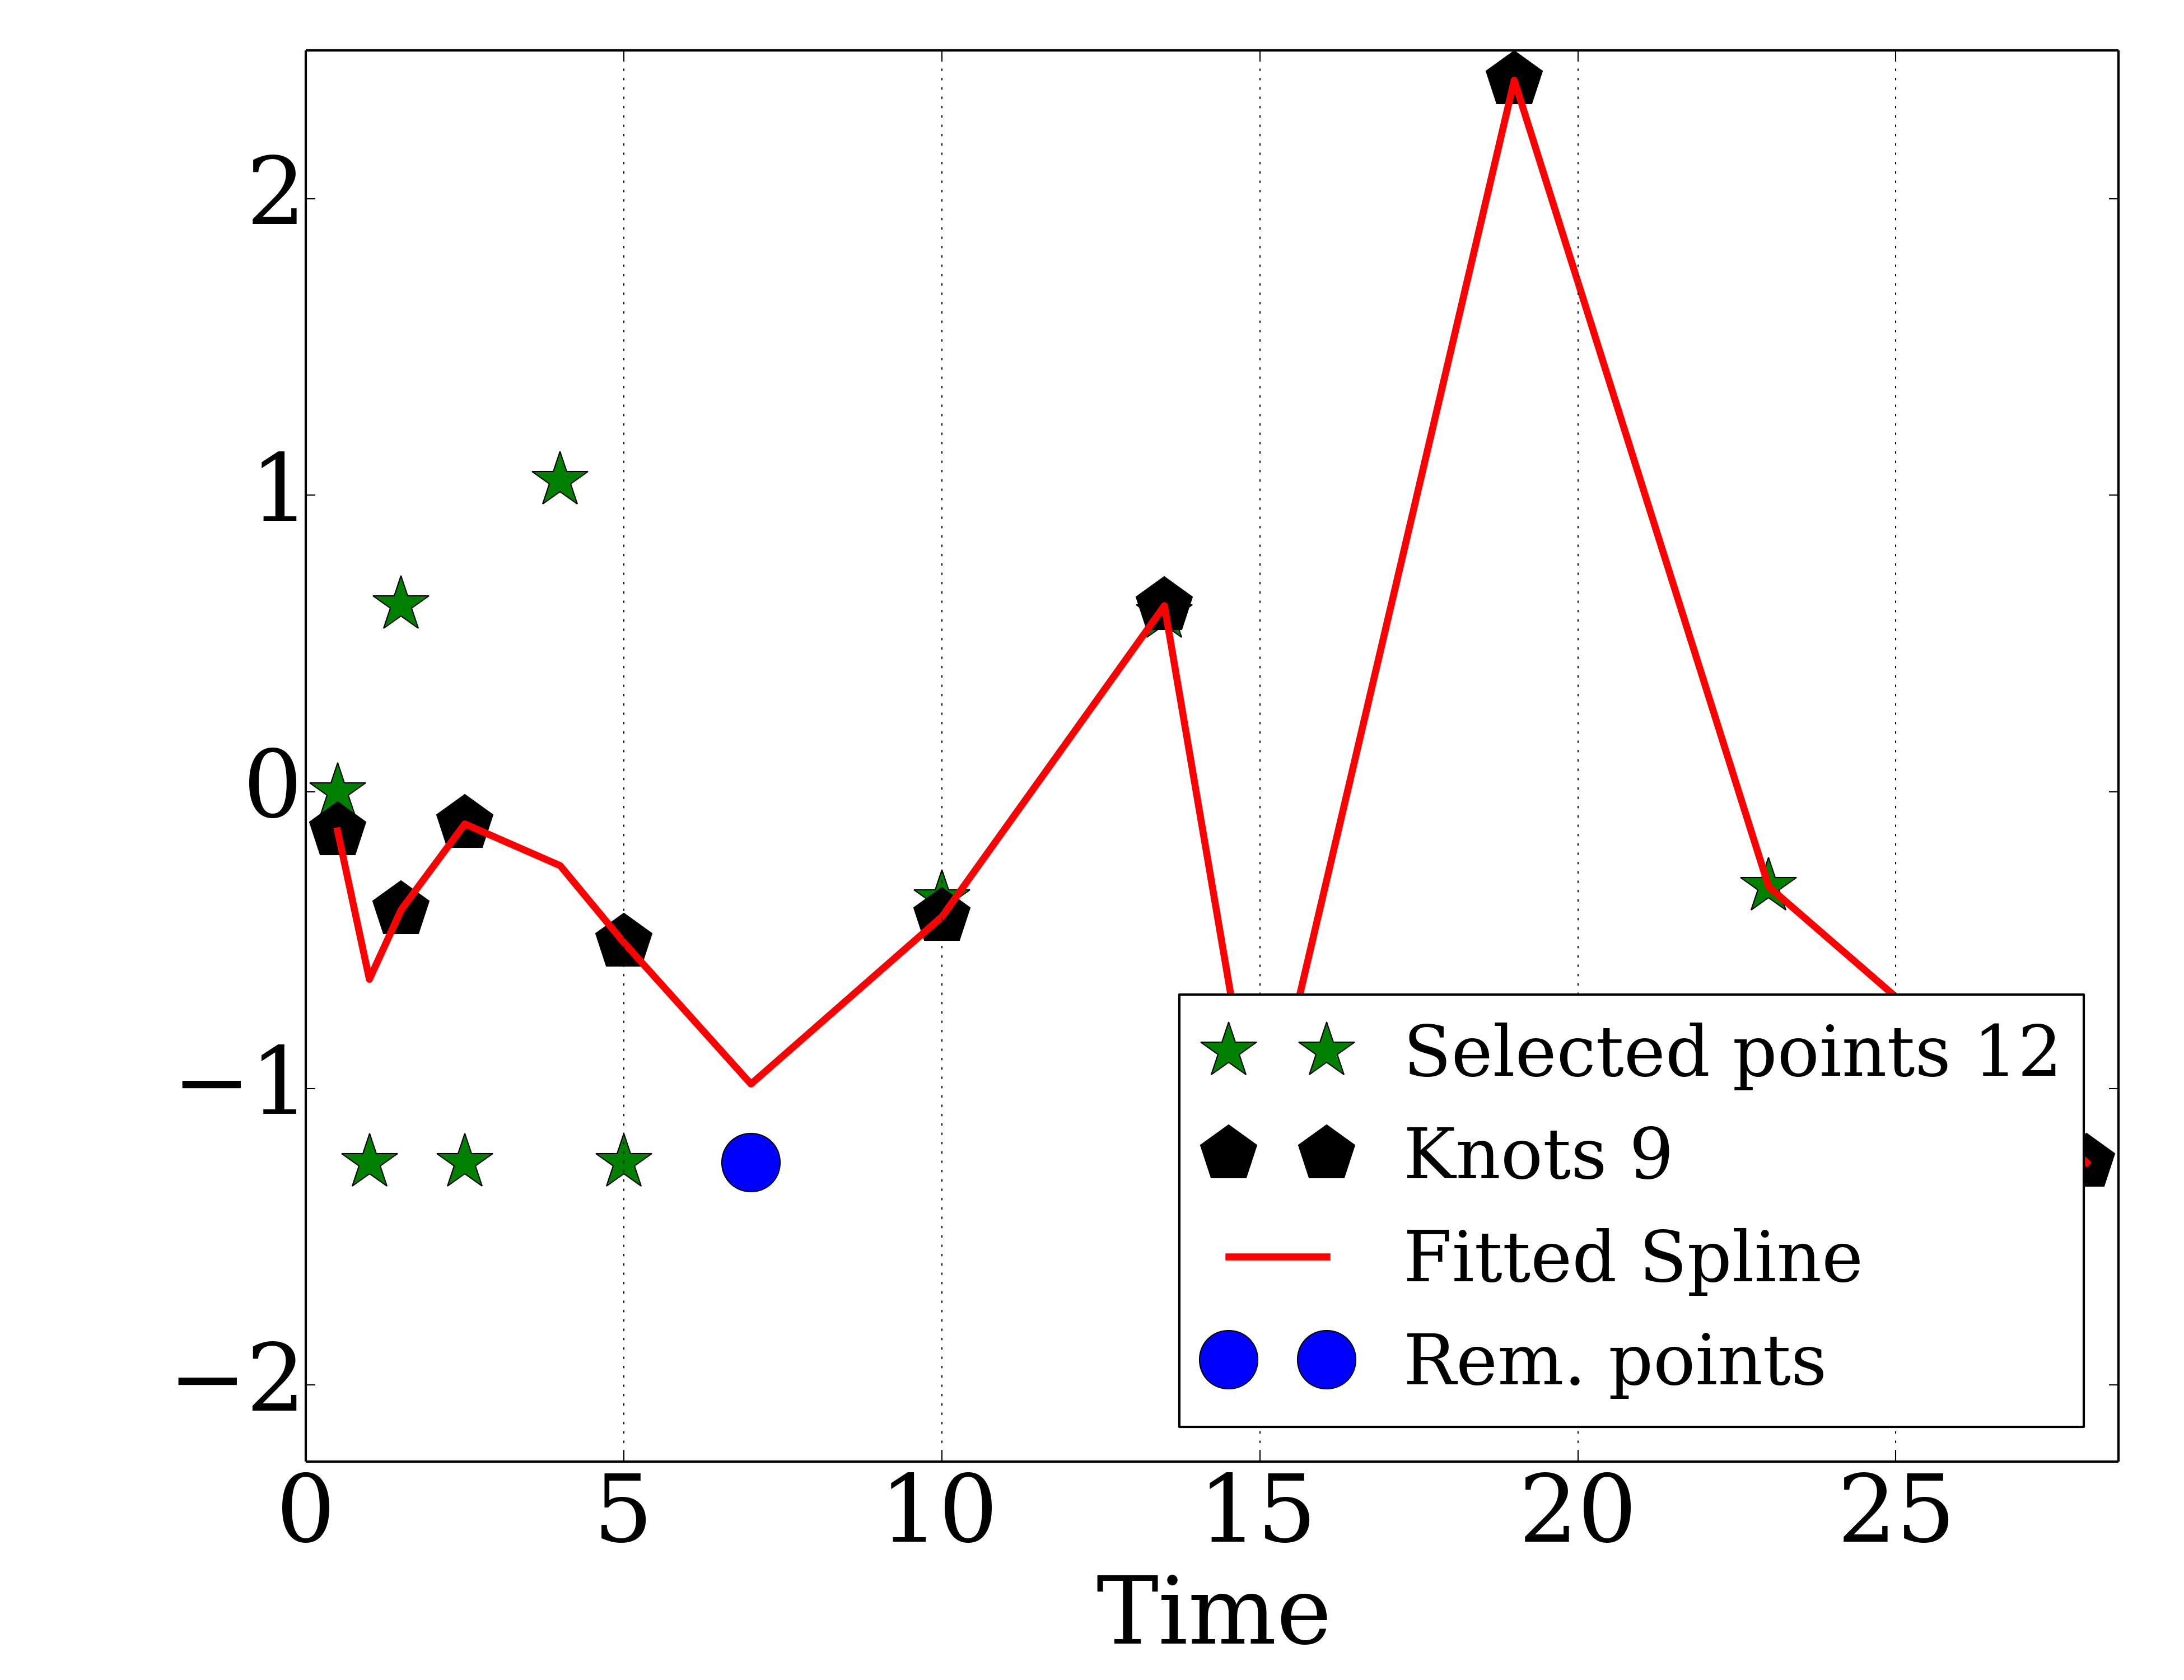 2
1
0
−1
−2
Selected points 12
Knots 9
Fitted Spline
Rem. points
0 5 10 15 20 25
Time